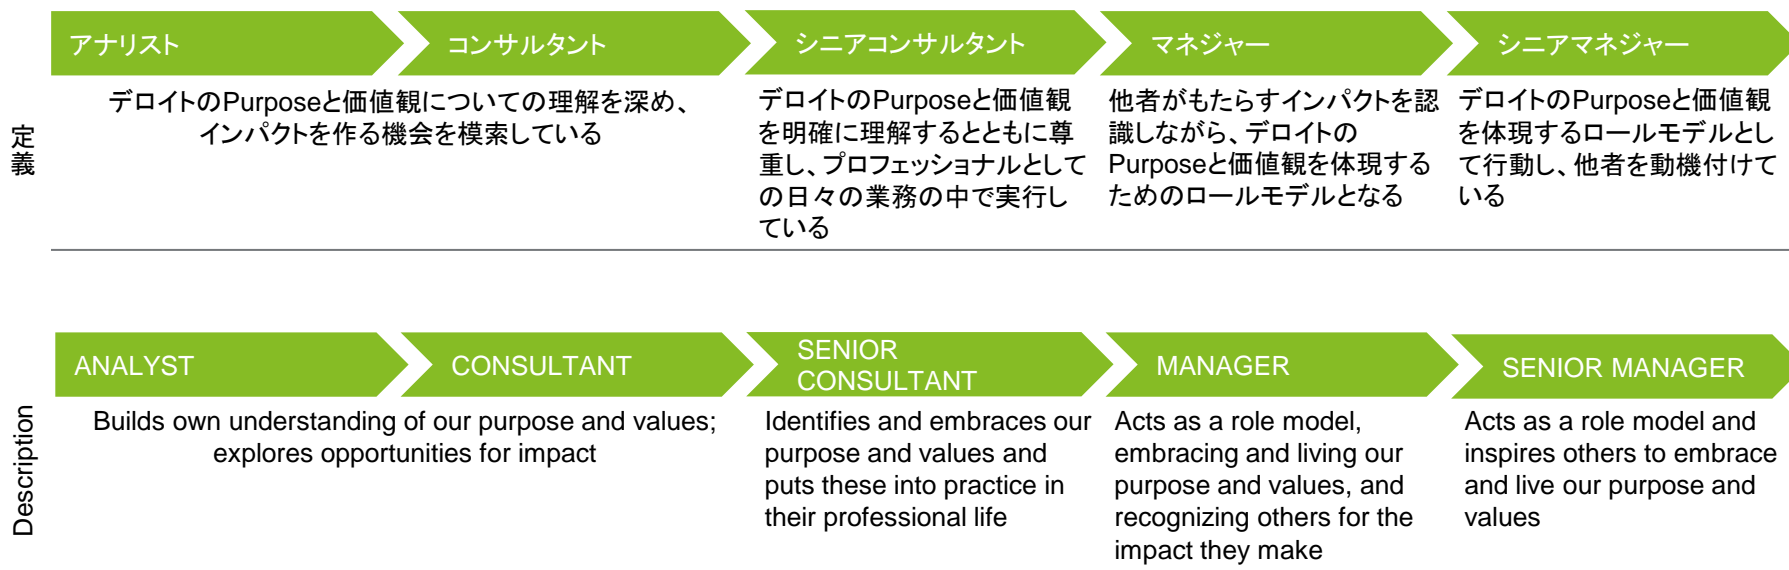 アナリスト
コンサルタント
シニアコンサルタント
マネジャー
シニアマネジャー
定義
デロイトのPurposeと価値観についての理解を深め、
インパクトを作る機会を模索している
デロイトのPurposeと価値観
を明確に理解するとともに尊
重し、プロフェッショナルとして
の日々の業務の中で実行し
ている
他者がもたらすインパクトを認
識しながら、デロイトの
Purposeと価値観を体現する
ためのロールモデルとなる
デロイトのPurposeと価値観
を体現するロールモデルとし
て行動し、他者を動機付けて
いる
ANALYST
CONSULTANT
SENIOR
CONSULTANT
MANAGER
SENIOR MANAGER
Description
Builds own understanding of our purpose and values;
explores opportunities for impact
Identifies and embraces our
purpose and values and
puts these into practice in
their professional life
Acts as a role model,
embracing and living our
purpose and values, and
recognizing others for the
impact they make
Acts as a role model and
inspires others to embrace
and live our purpose and
values